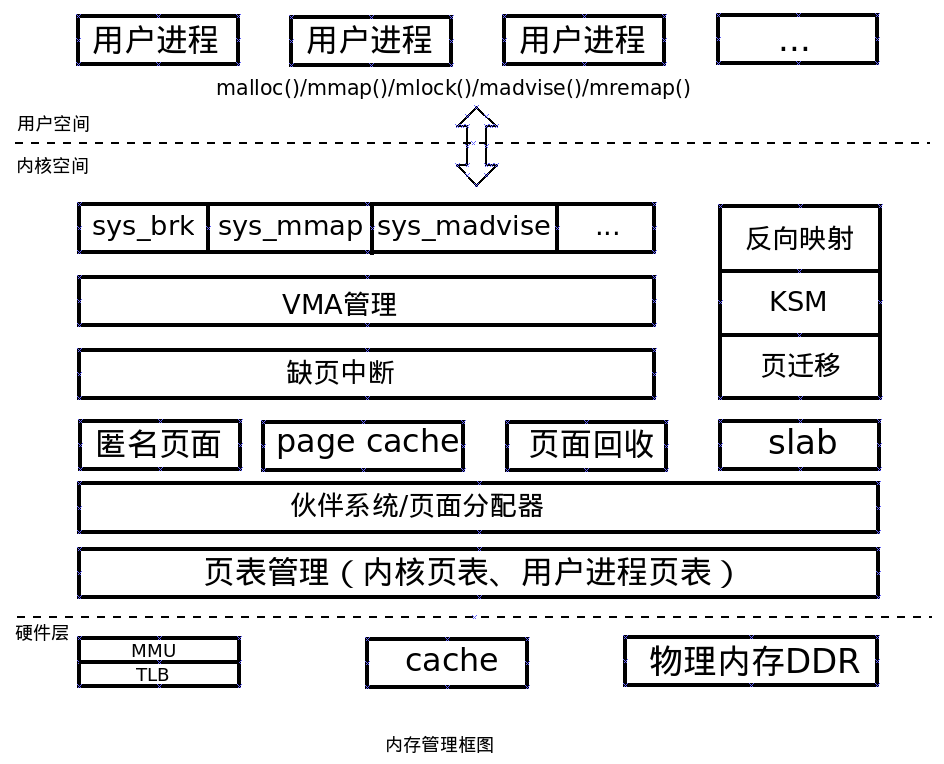 用户进程 用户进程 用户进程 ...
malloc()/mmap()/mlock()/madvise()/mremap()
用户空间
内核空间
sys_brk sys_mmap sys_madvise ...
反向映射
VMA管理
KSM
缺页中断
页迁移
匿名页面 page cache 页面回收 slab
伙伴系统/页面分配器
页表管理（内核页表、用户进程页表）
硬件层
MMU
TLB
cache
物理内存DDR
内存管理框图